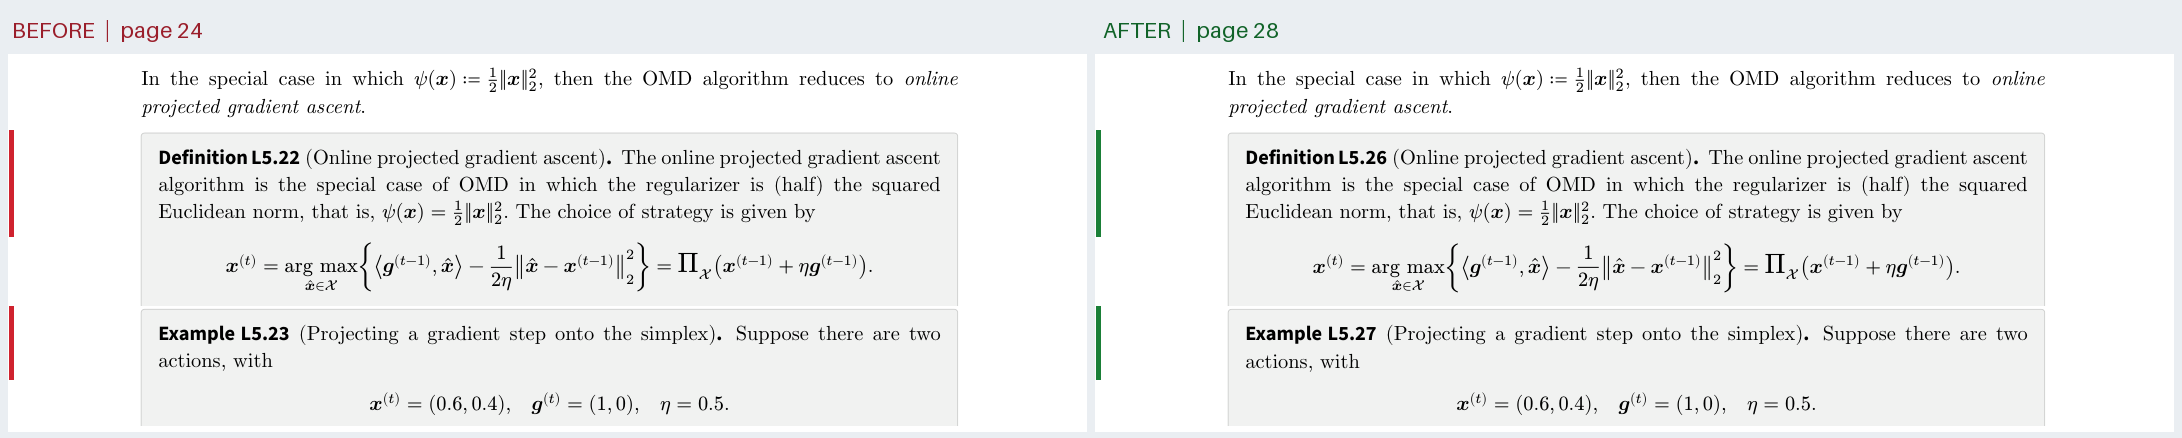 BEFORE | page 24
In the special case in which ψ(x) := ½‖x‖₂², then the OMD algorithm reduces to online
projected gradient ascent.
Definition L5.22 (Online projected gradient ascent). The online projected gradient ascent
algorithm is the special case of OMD in which the regularizer is (half) the squared
Euclidean norm, that is, ψ(x) = ½‖x‖₂². The choice of strategy is given by
x⁽ᵗ⁾ = arg max_{x̂∈𝒳} {⟨g⁽ᵗ⁻¹⁾, x̂⟩ − 1/(2η) ‖x̂ − x⁽ᵗ⁻¹⁾‖₂²} = Π_𝒳(x⁽ᵗ⁻¹⁾ + ηg⁽ᵗ⁻¹⁾).
Example L5.23 (Projecting a gradient step onto the simplex). Suppose there are two
actions, with
x⁽ᵗ⁾ = (0.6, 0.4), g⁽ᵗ⁾ = (1, 0), η = 0.5.
AFTER | page 28
In the special case in which ψ(x) := ½‖x‖₂², then the OMD algorithm reduces to online
projected gradient ascent.
Definition L5.26 (Online projected gradient ascent). The online projected gradient ascent
algorithm is the special case of OMD in which the regularizer is (half) the squared
Euclidean norm, that is, ψ(x) = ½‖x‖₂². The choice of strategy is given by
x⁽ᵗ⁾ = arg max_{x̂∈𝒳} {⟨g⁽ᵗ⁻¹⁾, x̂⟩ − 1/(2η) ‖x̂ − x⁽ᵗ⁻¹⁾‖₂²} = Π_𝒳(x⁽ᵗ⁻¹⁾ + ηg⁽ᵗ⁻¹⁾).
Example L5.27 (Projecting a gradient step onto the simplex). Suppose there are two
actions, with
x⁽ᵗ⁾ = (0.6, 0.4), g⁽ᵗ⁾ = (1, 0), η = 0.5.